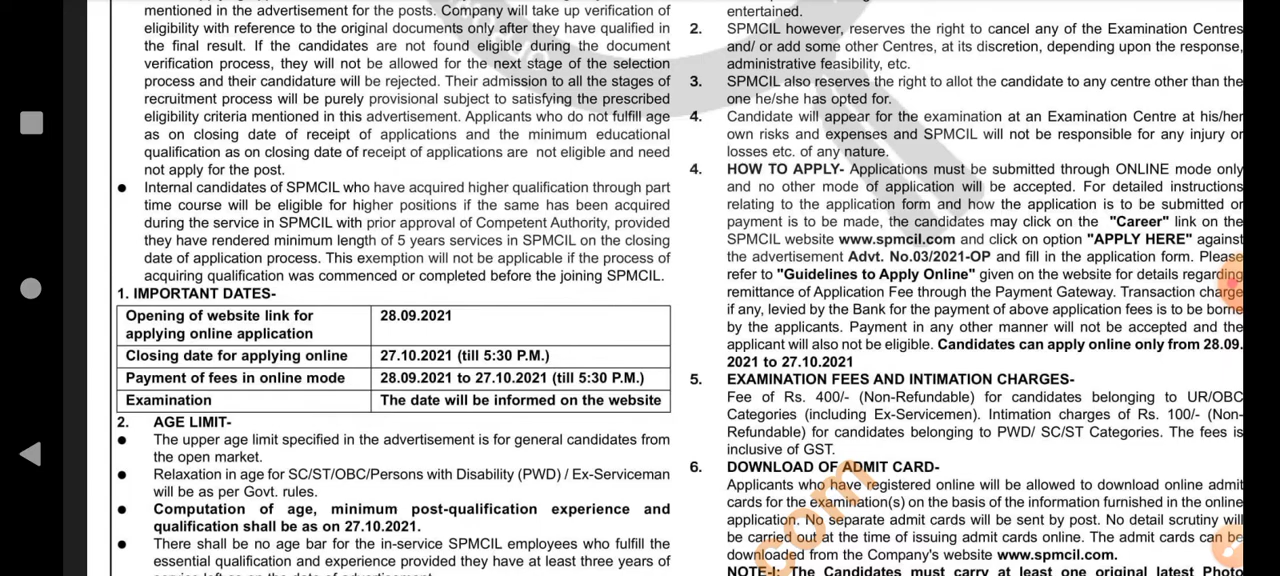 mentioned in the advertisement for the posts. Company will take up verification of
eligibility with reference to the original documents only after they have qualified in
the final result. If the candidates are not found eligible during the document
verification process, they will not be allowed for the next stage of the selection
process and their candidature will be rejected. Their admission to all the stages of
recruitment process will be purely provisional subject to satisfying the prescribed
eligibility criteria mentioned in this advertisement. Applicants who do not fulfill age
as on closing date of receipt of applications and the minimum educational
qualification as on closing date of receipt of applications are not eligible and need
not apply for the post.
● Internal candidates of SPMCIL who have acquired higher qualification through part
time course will be eligible for higher positions if the same has been acquired
during the service in SPMCIL with prior approval of Competent Authority, provided
they have rendered minimum length of 5 years services in SPMCIL on the closing
date of application process. This exemption will not be applicable if the process of
acquiring qualification was commenced or completed before the joining SPMCIL.
1. IMPORTANT DATES-
Opening of website link for 28.09.2021
applying online application
Closing date for applying online 27.10.2021 (till 5:30 P.M.)
Payment of fees in online mode 28.09.2021 to 27.10.2021 (till 5:30 P.M.)
Examination The date will be informed on the website
2. AGE LIMIT-
● The upper age limit specified in the advertisement is for general candidates from
the open market.
● Relaxation in age for SC/ST/OBC/Persons with Disability (PWD) / Ex-Serviceman
will be as per Govt. rules.
● Computation of age, minimum post-qualification experience and
qualification shall be as on 27.10.2021.
● There shall be no age bar for the in-service SPMCIL employees who fulfill the
essential qualification and experience provided they have at least three years of
entertained.
2. SPMCIL however, reserves the right to cancel any of the Examination Centres
and/ or add some other Centres, at its discretion, depending upon the response,
administrative feasibility, etc.
3. SPMCIL also reserves the right to allot the candidate to any centre other than the
one he/she has opted for.
4. Candidate will appear for the examination at an Examination Centre at his/her
own risks and expenses and SPMCIL will not be responsible for any injury or
losses etc. of any nature.
4. HOW TO APPLY- Applications must be submitted through ONLINE mode only
and no other mode of application will be accepted. For detailed instructions
relating to the application form and how the application is to be submitted or
payment is to be made, the candidates may click on the "Career" link on the
SPMCIL website www.spmcil.com and click on option "APPLY HERE" against
the advertisement Advt. No.03/2021-OP and fill in the application form. Please
refer to "Guidelines to Apply Online" given on the website for details regarding
remittance of Application Fee through the Payment Gateway. Transaction charge
if any, levied by the Bank for the payment of above application fees is to be borne
by the applicants. Payment in any other manner will not be accepted and the
applicant will also not be eligible. Candidates can apply online only from 28.09.
2021 to 27.10.2021
5. EXAMINATION FEES AND INTIMATION CHARGES-
Fee of Rs. 400/- (Non-Refundable) for candidates belonging to UR/OBC
Categories (including Ex-Servicemen). Intimation charges of Rs. 100/- (Non-
Refundable) for candidates belonging to PWD/ SC/ST Categories. The fees is
inclusive of GST.
6. DOWNLOAD OF ADMIT CARD-
Applicants who have registered online will be allowed to download online admit
cards for the examination(s) on the basis of the information furnished in the online
application. No separate admit cards will be sent by post. No detail scrutiny will
be carried out at the time of issuing admit cards online. The admit cards can be
downloaded from the Company's website www.spmcil.com.
NOTE-I: The Candidates must carry at least one original latest Photo
com